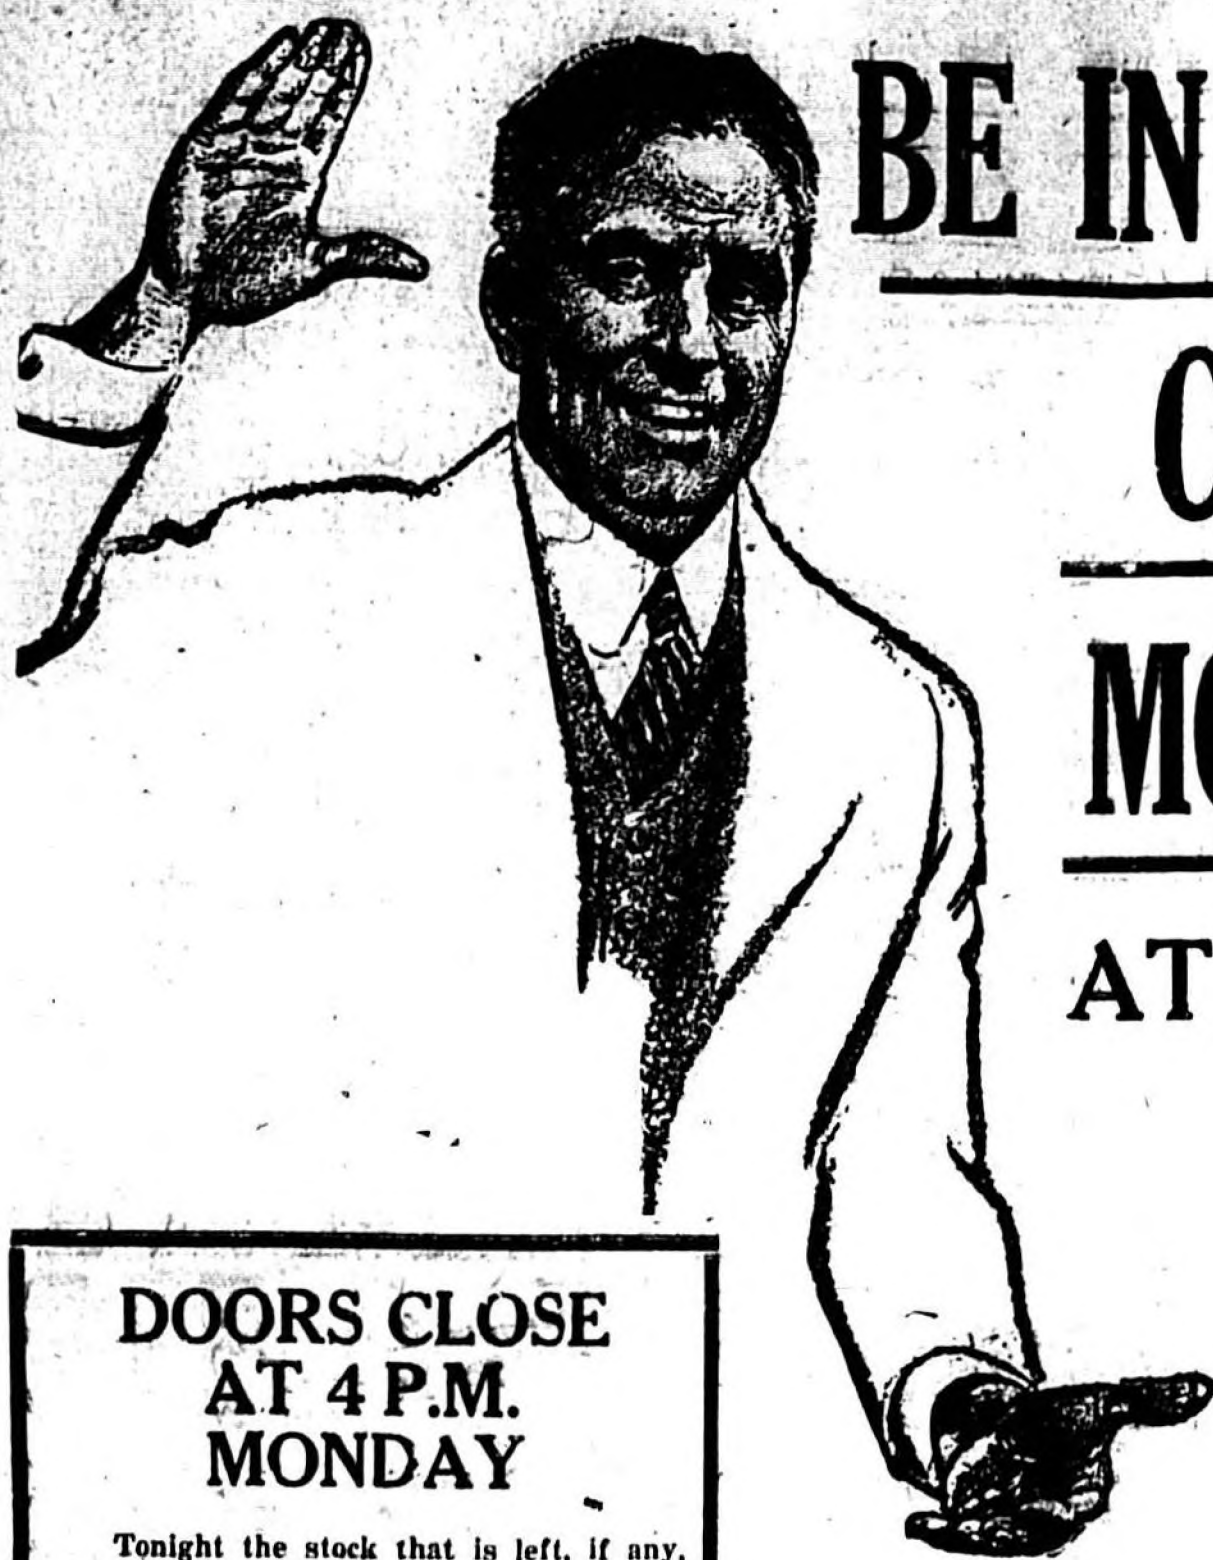 BE IN
AT
DOORS CLOSE
AT 4 P.M.
MONDAY
Tonight the stock that is left, if any,